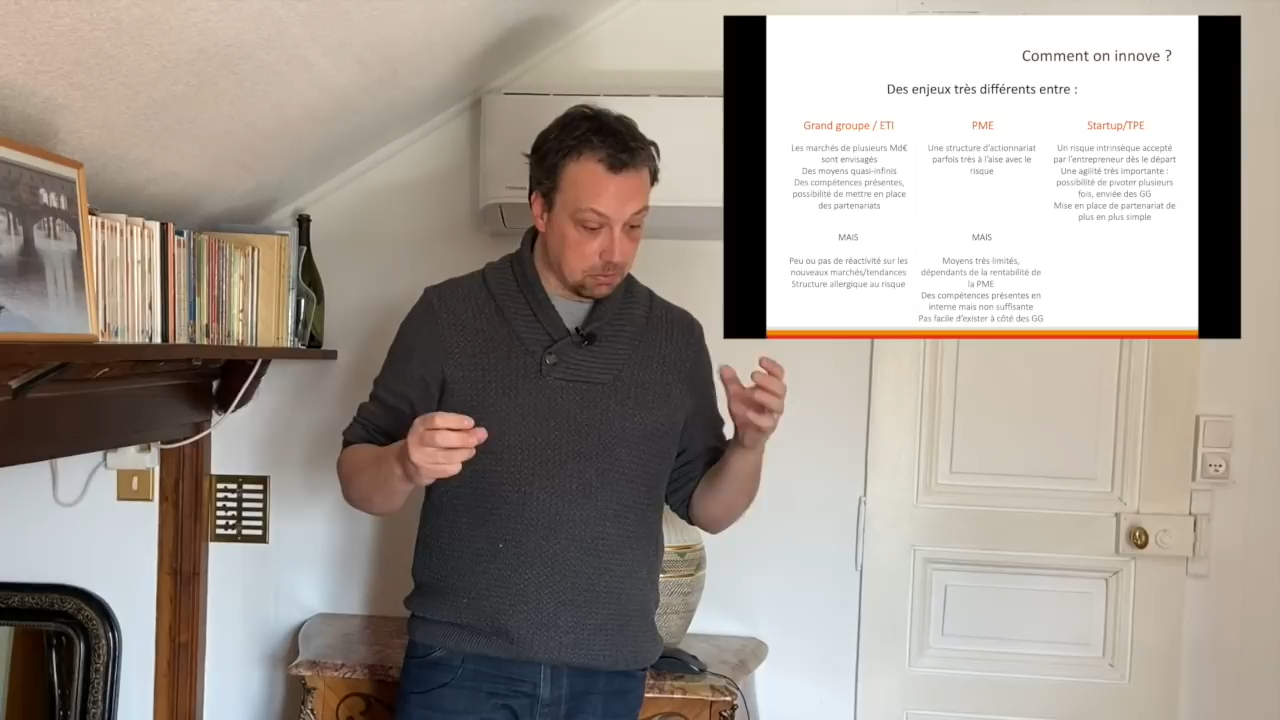 Comment on innove ?
Des enjeux très différents entre :
Grand groupe / ETI
Les marchés de plusieurs Md€
sont envisagés
Des moyens quasi-infinis
Des compétences présentes,
possibilité de mettre en place
des partenariats
MAIS
Peu ou pas de réactivité sur les
nouveaux marchés/tendances
Structure allergique au risque
PME
Une structure d'actionnariat
parfois très à l'aise avec le
risque
MAIS
Moyens très limités,
dépendants de la rentabilité de
la PME
Des compétences présentes en
interne mais non suffisante
Pas facile d'exister à côté des GG
Startup/TPE
Un risque intrinsèque accepté
par l'entrepreneur dès le départ
Une agilité très importante :
possibilité de pivoter plusieurs
fois, enviée des GG
Mise en place de partenariat de
plus en plus simple